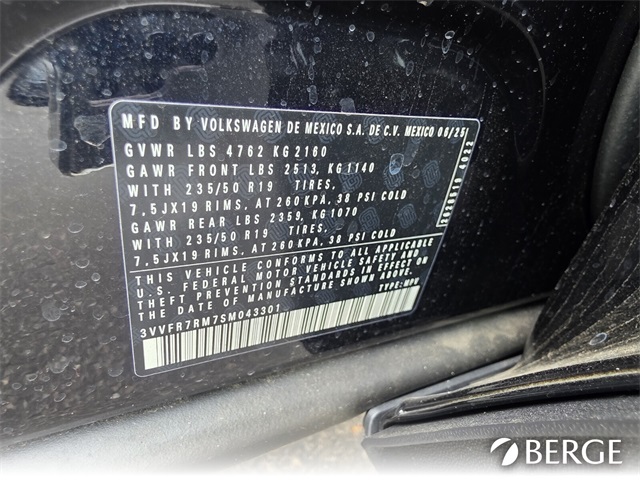 MFD BY VOLKSWAGEN DE MEXICO S.A. DE C.V. MEXICO 06/25
GVWR LBS 4762 KG 2160
GAWR FRONT LBS 2513, KG 1140
WITH 235/50 R19 TIRES,
7.5JX19 RIMS, AT 260 KPA, 38 PSI COLD
GAWR REAR LBS 2359, KG 1070
WITH 235/50 R19 TIRES,
7.5JX19 RIMS, AT 260 KPA, 38 PSI COLD
THIS VEHICLE CONFORMS TO ALL APPLICABLE
U.S. FEDERAL MOTOR VEHICLE SAFETY AND
THEFT PREVENTION STANDARDS IN EFFECT ON
THE DATE OF MANUFACTURE SHOWN ABOVE.
3VVFR7RM7SM043301 TYPE: MPV
BERGE